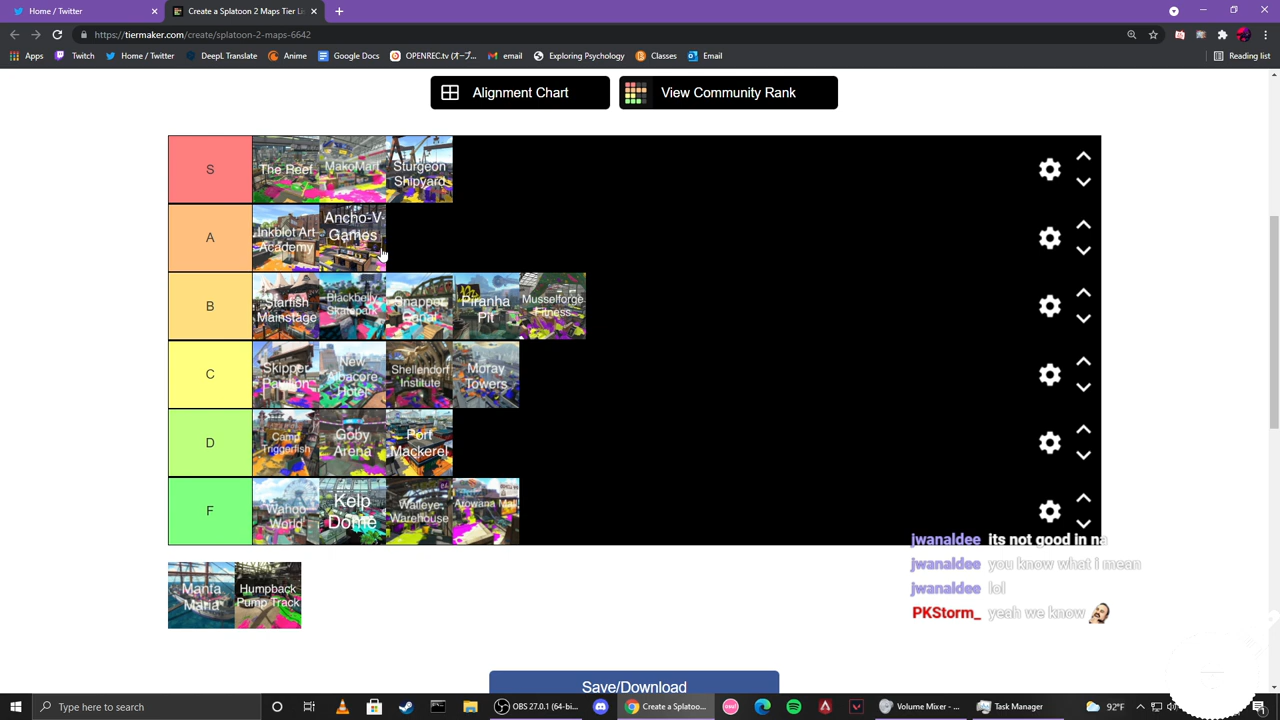 Home / Twitter
Create a Splatoon 2 Maps Tier Li
https://tiermaker.com/create/splatoon-2-maps-6642
Apps Twitch Home / Twitter DeepL Translate Anime Google Docs OPENREC.tv (オープ... email Exploring Psychology Classes Email Reading list
Alignment Chart View Community Rank
S The Reef MakoMart Sturgeon Shipyard
A Inkblot Art Academy Ancho-V Games
B Starfish Mainstage Blackbelly Skatepark Snapper Canal Piranha Pit Musselforge Fitness
C Skipper Pavilion New Albacore Hotel Shellendorf Institute Moray Towers
D Camp Triggerfish Goby Arena Port Mackerel
F Wahoo World Kelp Dome Walleye Warehouse Arowana Mall
Manta Maria Humpback Pump Track
jwanaldee its not good in na
jwanaldee you know what i mean
jwanaldee lol
PKStorm_ yeah we know
Save/Download
Type here to search OBS 27.0.1 (64-bi... Create a Splatoo... Volume Mixer - ... Task Manager 92°F